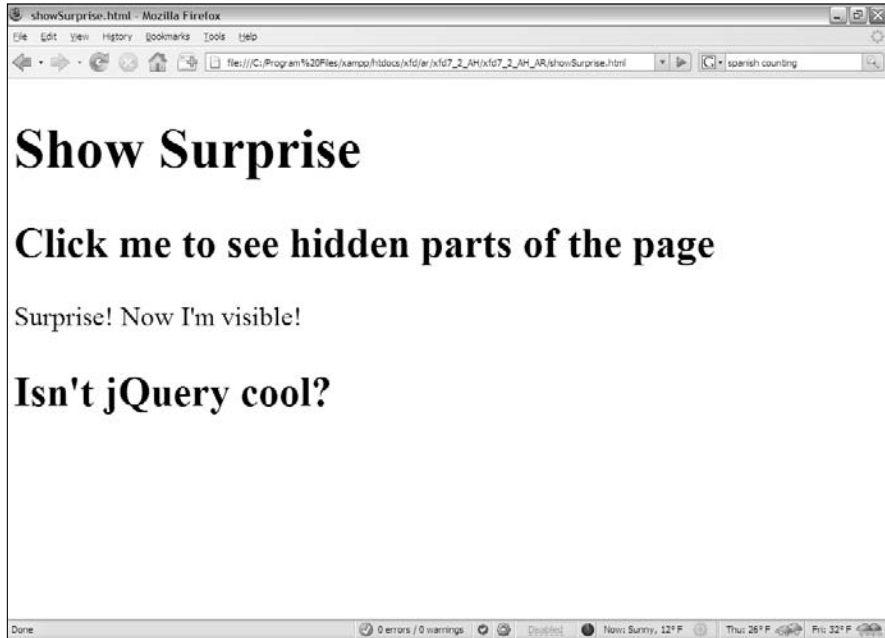 showSurprise.html - Mozilla Firefox
File Edit View History Bookmarks Tools Help
file:///C:/Program%20Files/xampp/htdocs/xfd/ar/xfd7_2_AH/xfd7_2_AH_AR/showSurprise.html
G spanish counting
Show Surprise
Click me to see hidden parts of the page
Surprise! Now I'm visible!
Isn't jQuery cool?
Done 0 errors / 0 warnings Disabled Now: Sunny, 12° F Thu: 26° F Fri: 32° F